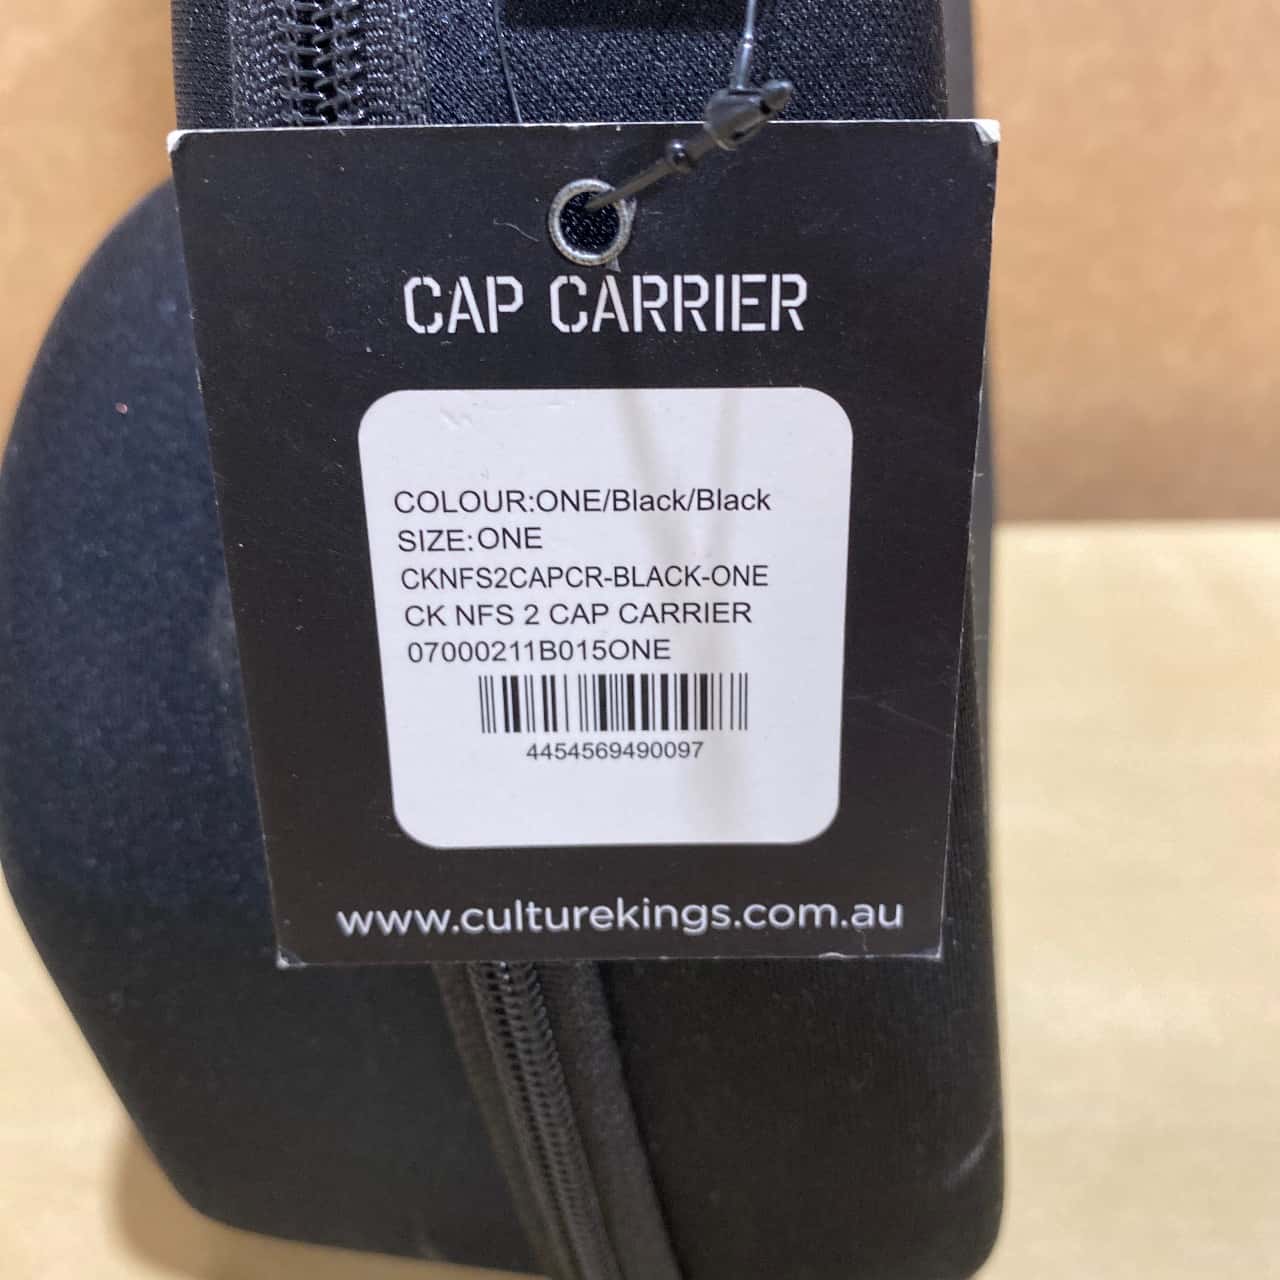 CAP CARRIER
COLOUR:ONE/Black/Black
SIZE:ONE
CKNFS2CAPCR-BLACK-ONE
CK NFS 2 CAP CARRIER
07000211B015ONE
4454569490097
www.culturekings.com.au